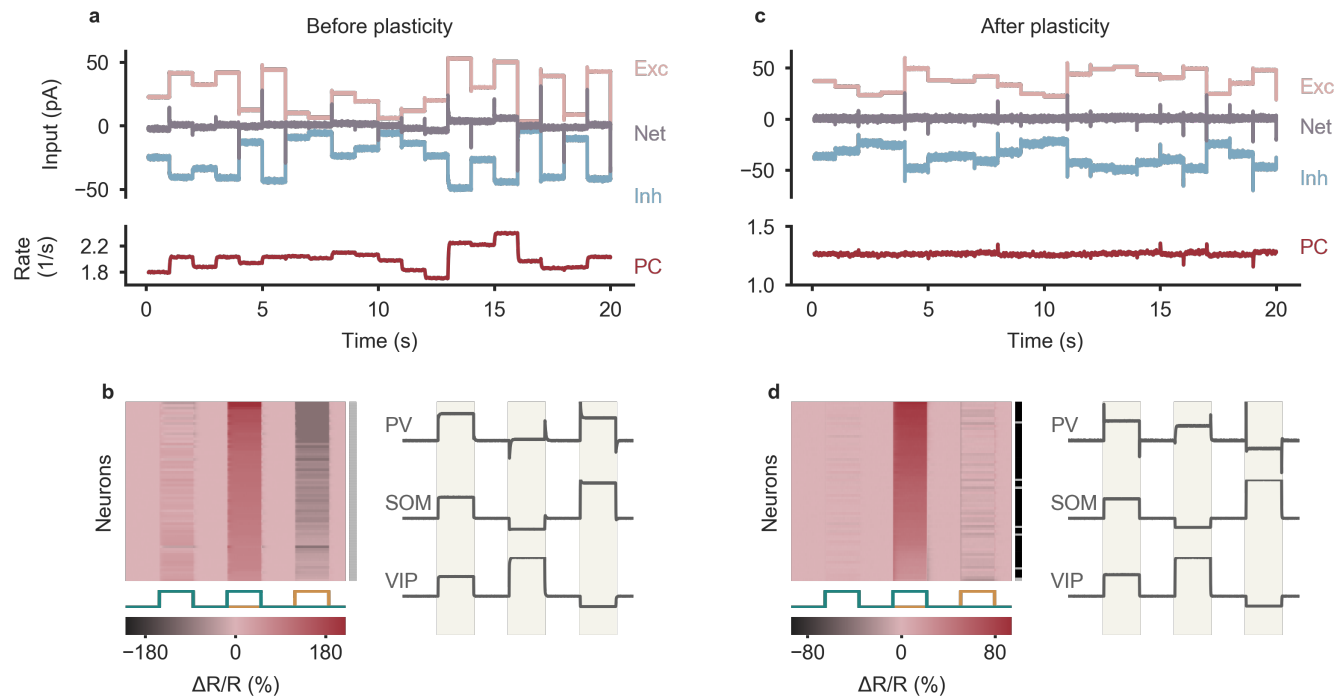 a
Before plasticity
50
0
−50
Input (pA)
Exc
Net
Inh
2.2
1.8
Rate
(1/s)
PC
0
5
10
15
20
Time (s)
b
Neurons
−180
0
180
ΔR/R (%)
PV
SOM
VIP
c
After plasticity
50
0
−50
Exc
Net
Inh
1.5
1.0
PC
0
5
10
15
20
Time (s)
d
Neurons
−80
0
80
ΔR/R (%)
PV
SOM
VIP